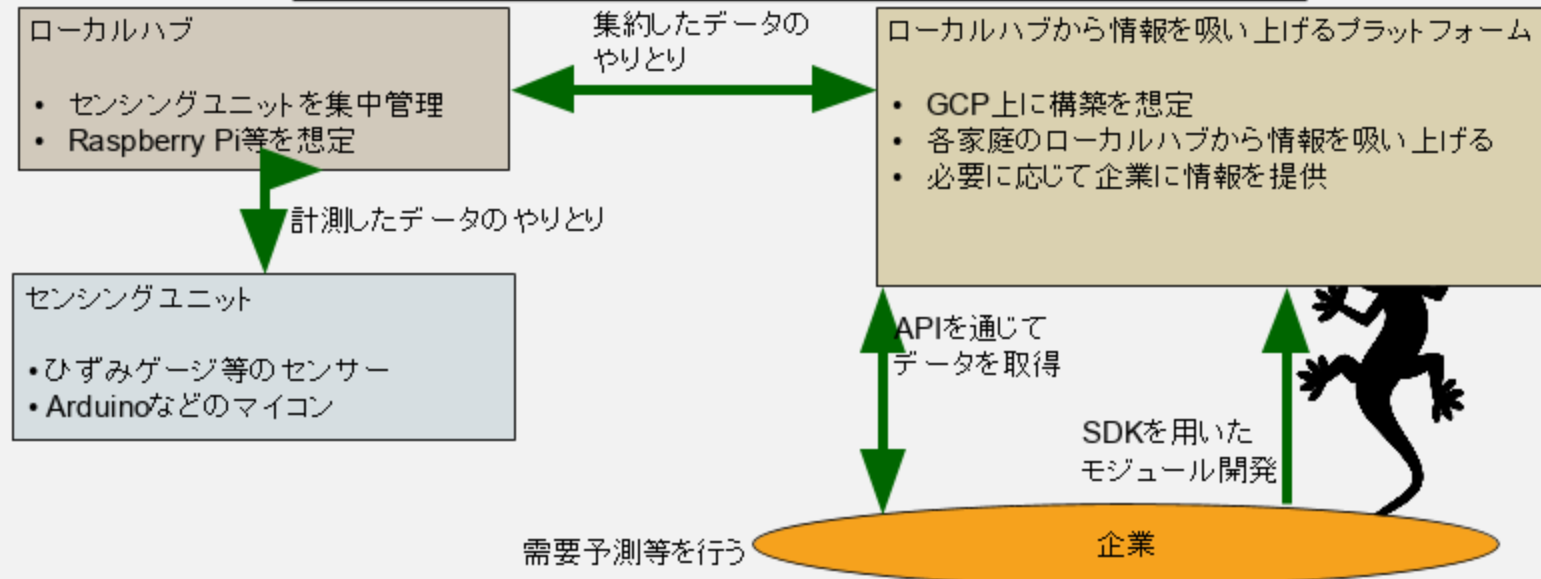 ローカルハブ
• センシングユニットを集中管理
• Raspberry Pi等を想定
集約したデータの
やりとり
ローカルハブから情報を吸い上げるプラットフォーム
• GCP上に構築を想定
• 各家庭のローカルハブから情報を吸い上げる
• 必要に応じて企業に情報を提供
計測したデータのやりとり
センシングユニット
•ひずみゲージ等のセンサー
•Arduinoなどのマイコン
APIを通じて
データを取得
SDKを用いた
モジュール開発
需要予測等を行う
企業